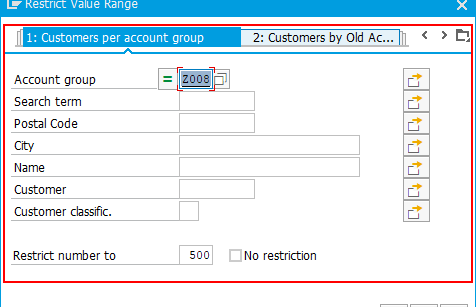 Restrict Value Range
1: Customers per account group
2: Customers by Old Ac...
Account group = Z008
Search term
Postal Code
City
Name
Customer
Customer classific.
Restrict number to 500 No restriction